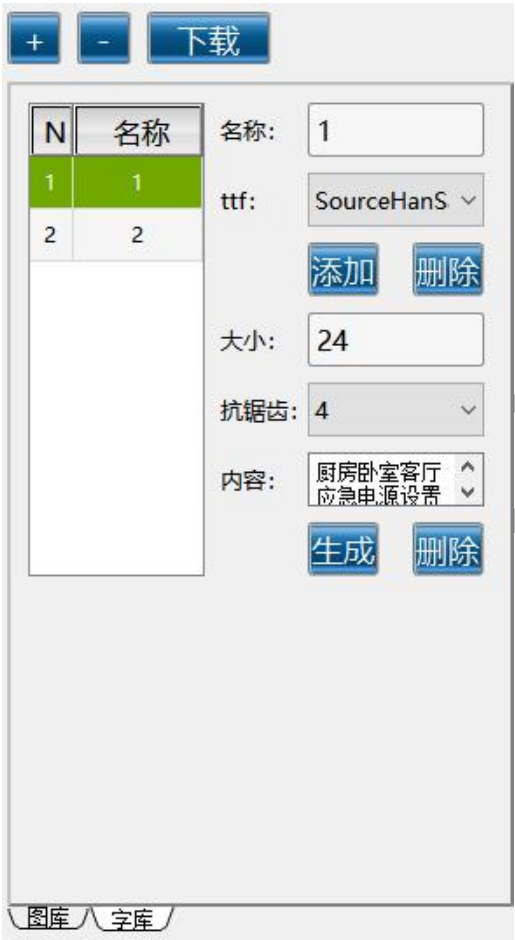 + - 下载
N 名称
1 1
2 2
名称: 1
ttf: SourceHanS
添加 删除
大小: 24
抗锯齿: 4
内容: 厨房卧室客厅
应急电源设置
生成 删除
图库 字库